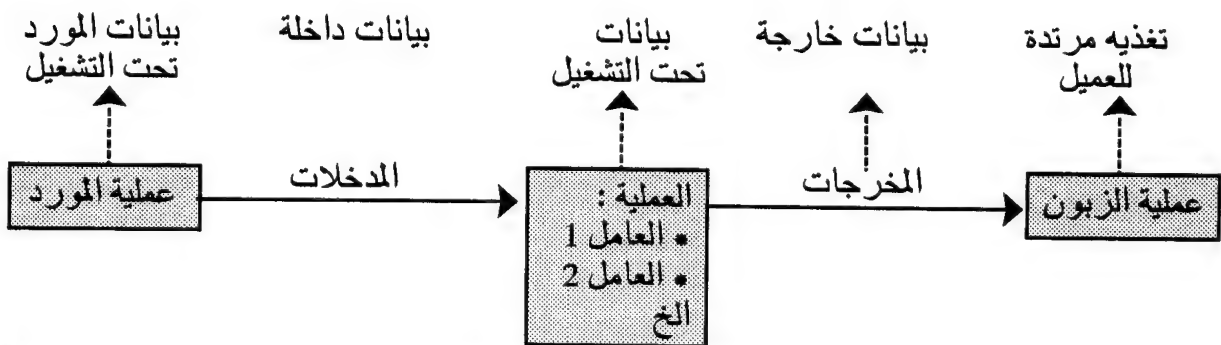 بيانات المورد
تحت التشغيل
بيانات داخلة
بيانات
تحت التشغيل
بيانات خارجة
تغذيه مرتدة
للعميل
عملية المورد
المدخلات
العملية :
• العامل 1
• العامل 2
الخ
المخرجات
عملية الزبون